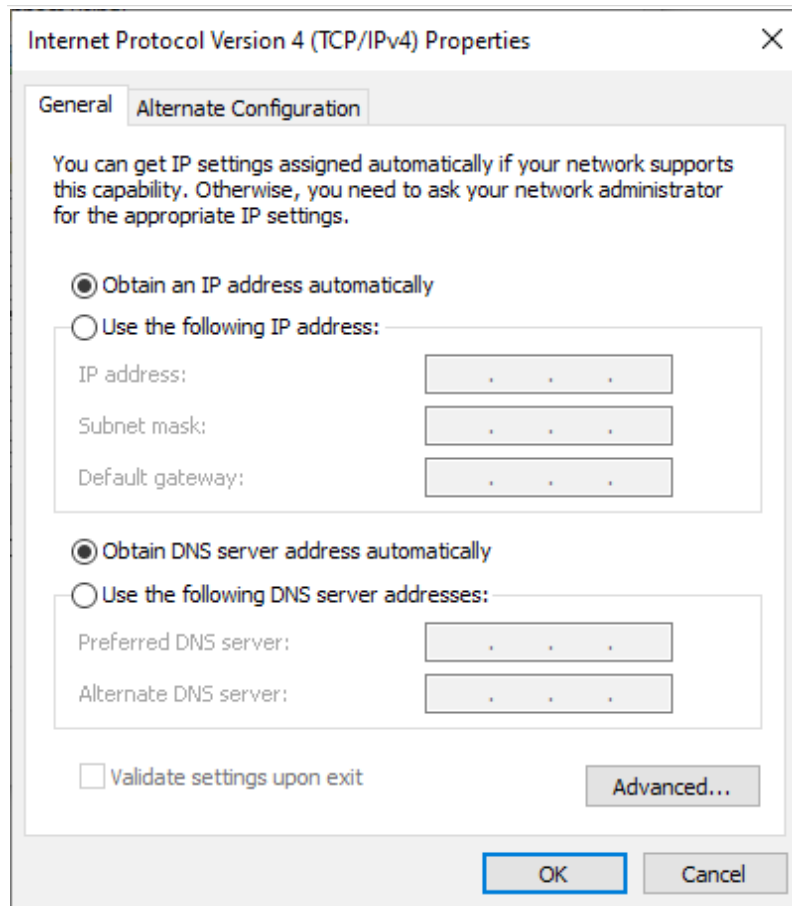 Internet Protocol Version 4 (TCP/IPv4) Properties
General
Alternate Configuration
You can get IP settings assigned automatically if your network supports
this capability. Otherwise, you need to ask your network administrator
for the appropriate IP settings.
Obtain an IP address automatically
Use the following IP address:
IP address:
Subnet mask:
Default gateway:
Obtain DNS server address automatically
Use the following DNS server addresses:
Preferred DNS server:
Alternate DNS server:
Validate settings upon exit
Advanced...
OK
Cancel